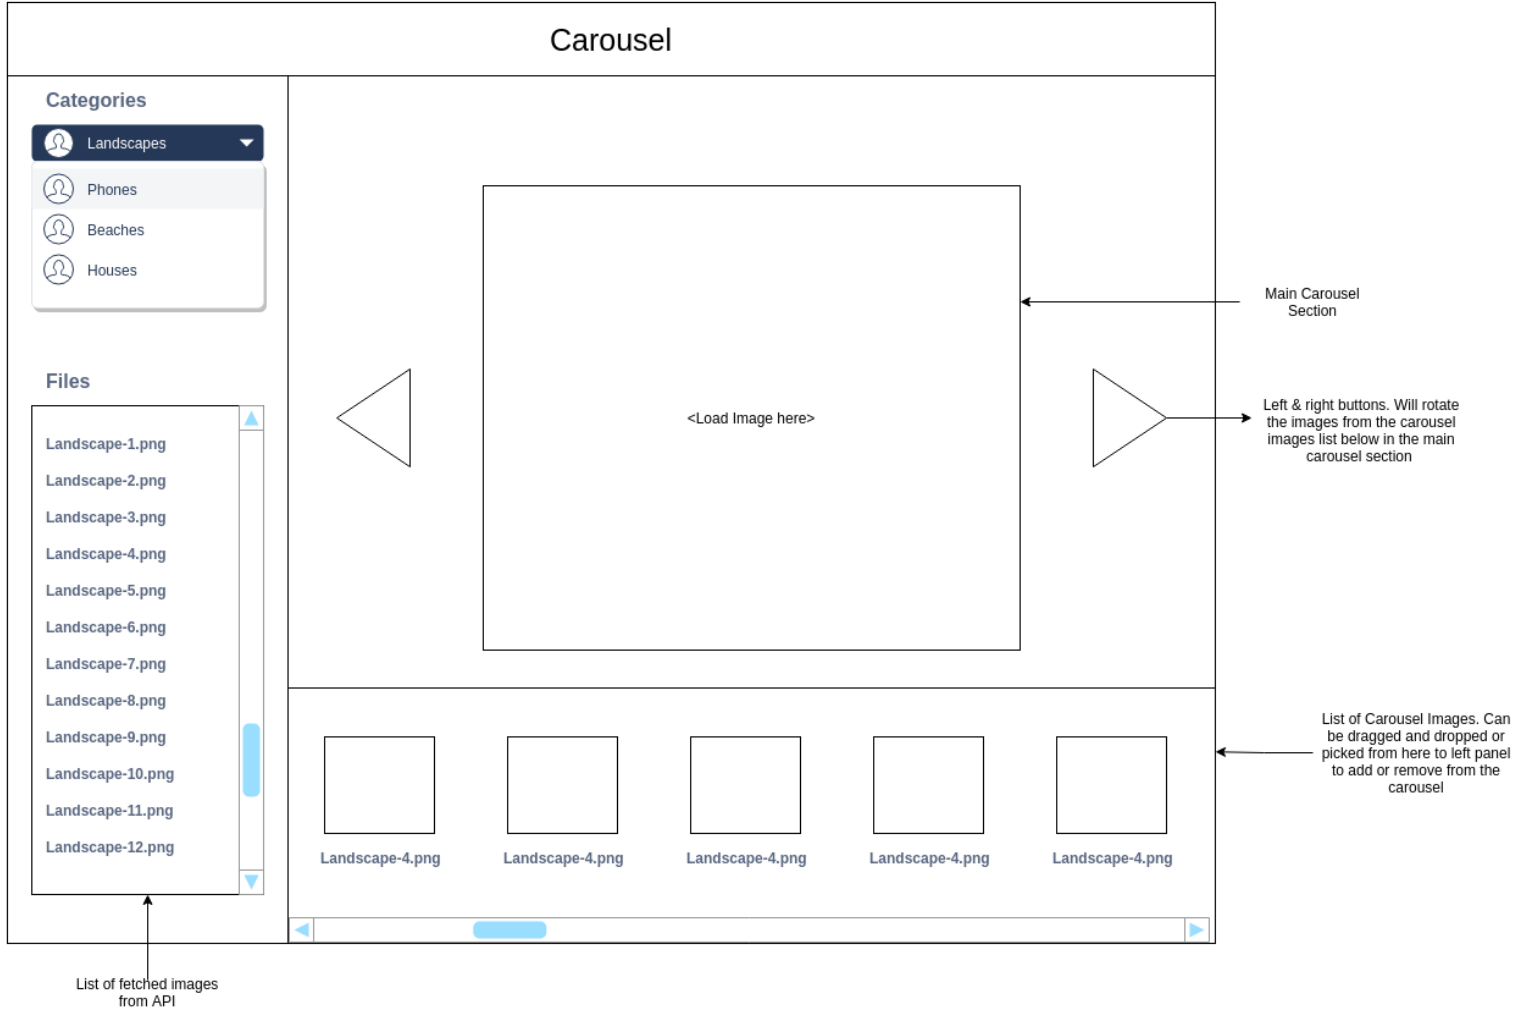 Carousel
Categories
Landscapes
Phones
Beaches
Houses
Files
Landscape-1.png
Landscape-2.png
Landscape-3.png
Landscape-4.png
Landscape-5.png
Landscape-6.png
Landscape-7.png
Landscape-8.png
Landscape-9.png
Landscape-10.png
Landscape-11.png
Landscape-12.png
List of fetched images
from API
<Load Image here>
Main Carousel
Section
Left & right buttons. Will rotate
the images from the carousel
images list below in the main
carousel section
Landscape-4.png
Landscape-4.png
Landscape-4.png
Landscape-4.png
Landscape-4.png
List of Carousel Images. Can
be dragged and dropped or
picked from here to left panel
to add or remove from the
carousel